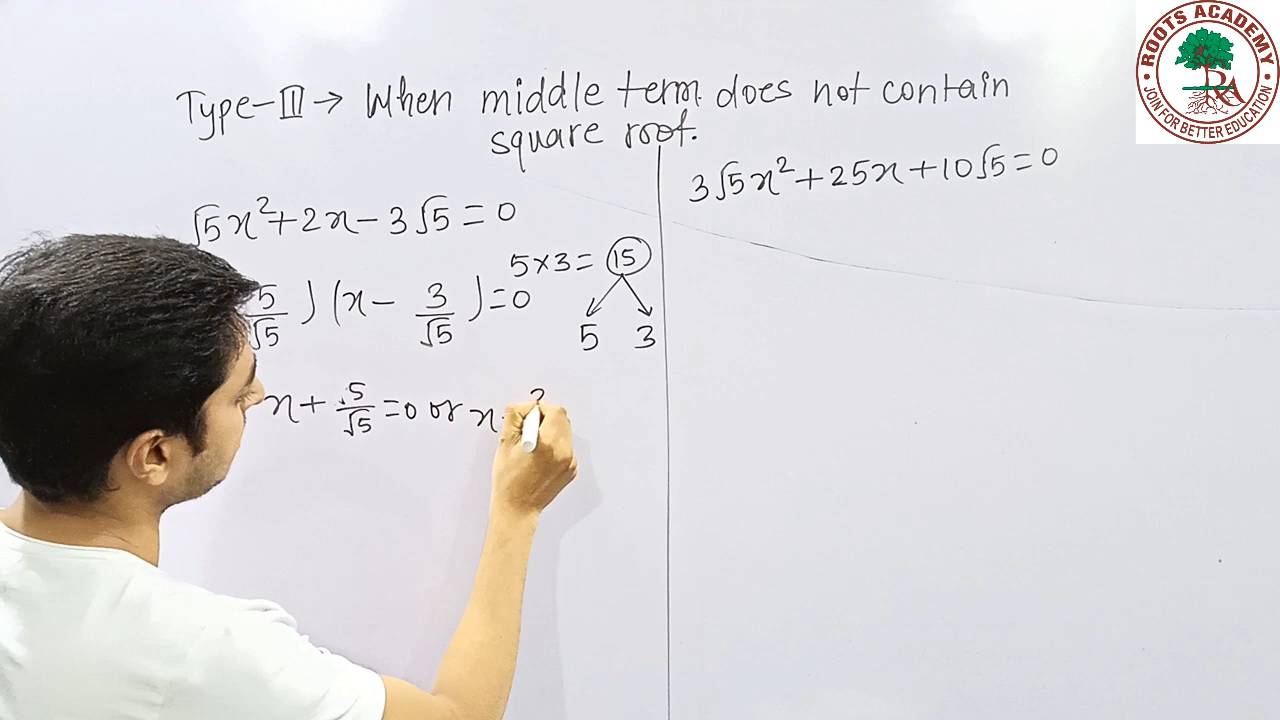 Type-III → When middle term does not contain
square root.
√5x²+2x-3√5=0
5×3= 15
5 3
5/√5 ) (x- 3/√5 )=0
x+ 5/√5 =0 or x
3√5x²+25x+10√5=0
ROOTS ACADEMY
RA
JOIN FOR BETTER EDUCATION